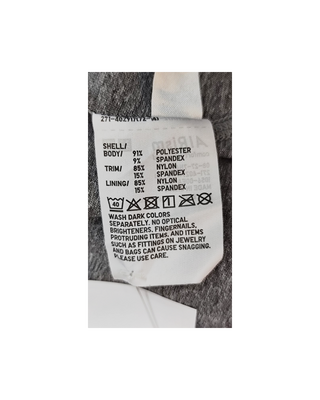 SHELL/
BODY/ 91% POLYESTER
9% SPANDEX
TRIM/ 85% NYLON
15% SPANDEX
LINING/ 85% NYLON
15% SPANDEX
40
WASH DARK COLORS
SEPARATELY. NO OPTICAL
BRIGHTENERS. FINGERNAILS,
PROTRUDING ITEMS, AND ITEMS
SUCH AS FITTINGS ON JEWELRY
AND BAGS CAN CAUSE SNAGGING.
PLEASE USE CARE.
AIRism